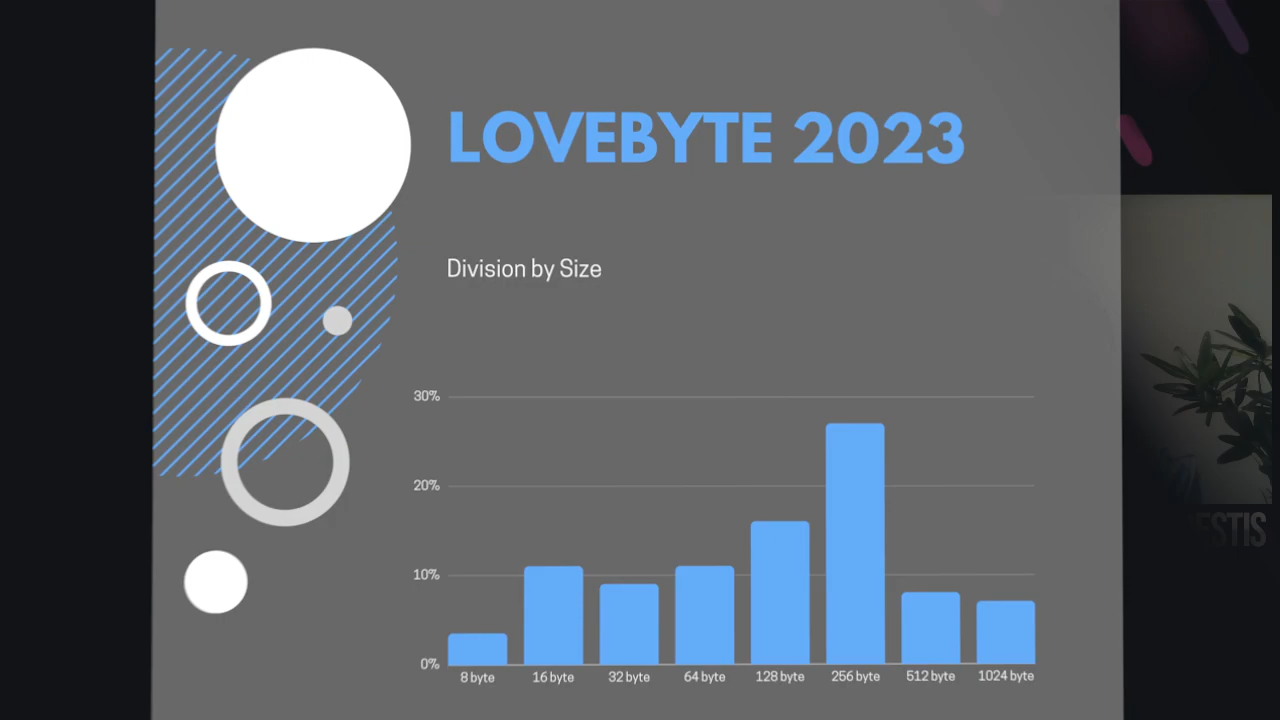 LOVEBYTE 2023
Division by Size
30%
20%
10%
0%
8 byte
16 byte
32 byte
64 byte
128 byte
256 byte
512 byte
1024 byte